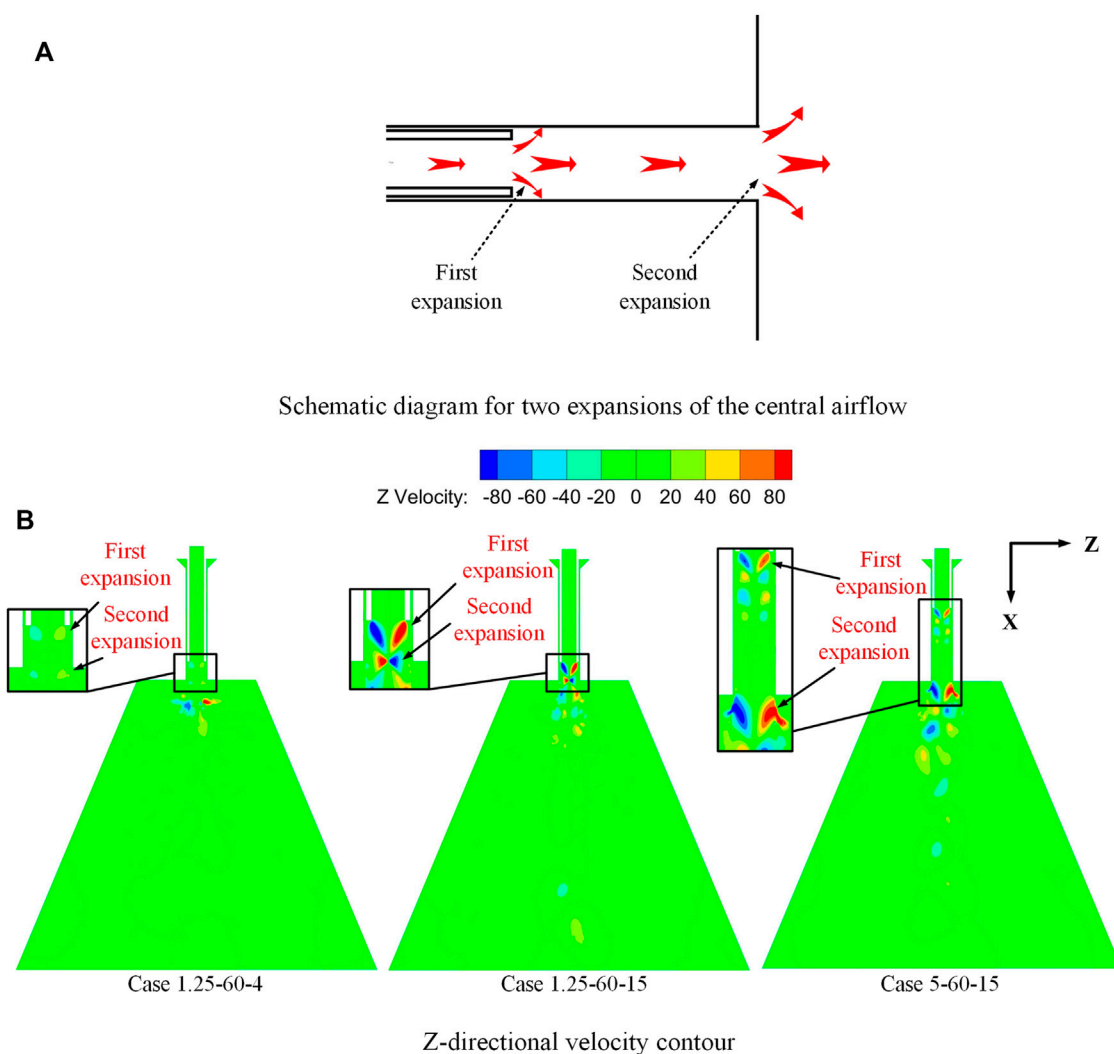 A
First
expansion
Second
expansion
Schematic diagram for two expansions of the central airflow
Z Velocity: -80 -60 -40 -20 0 20 40 60 80
B
First
expansion
Second
expansion
First
expansion
Second
expansion
First
expansion
Second
expansion
Z
X
Case 1.25-60-4
Case 1.25-60-15
Case 5-60-15
Z-directional velocity contour